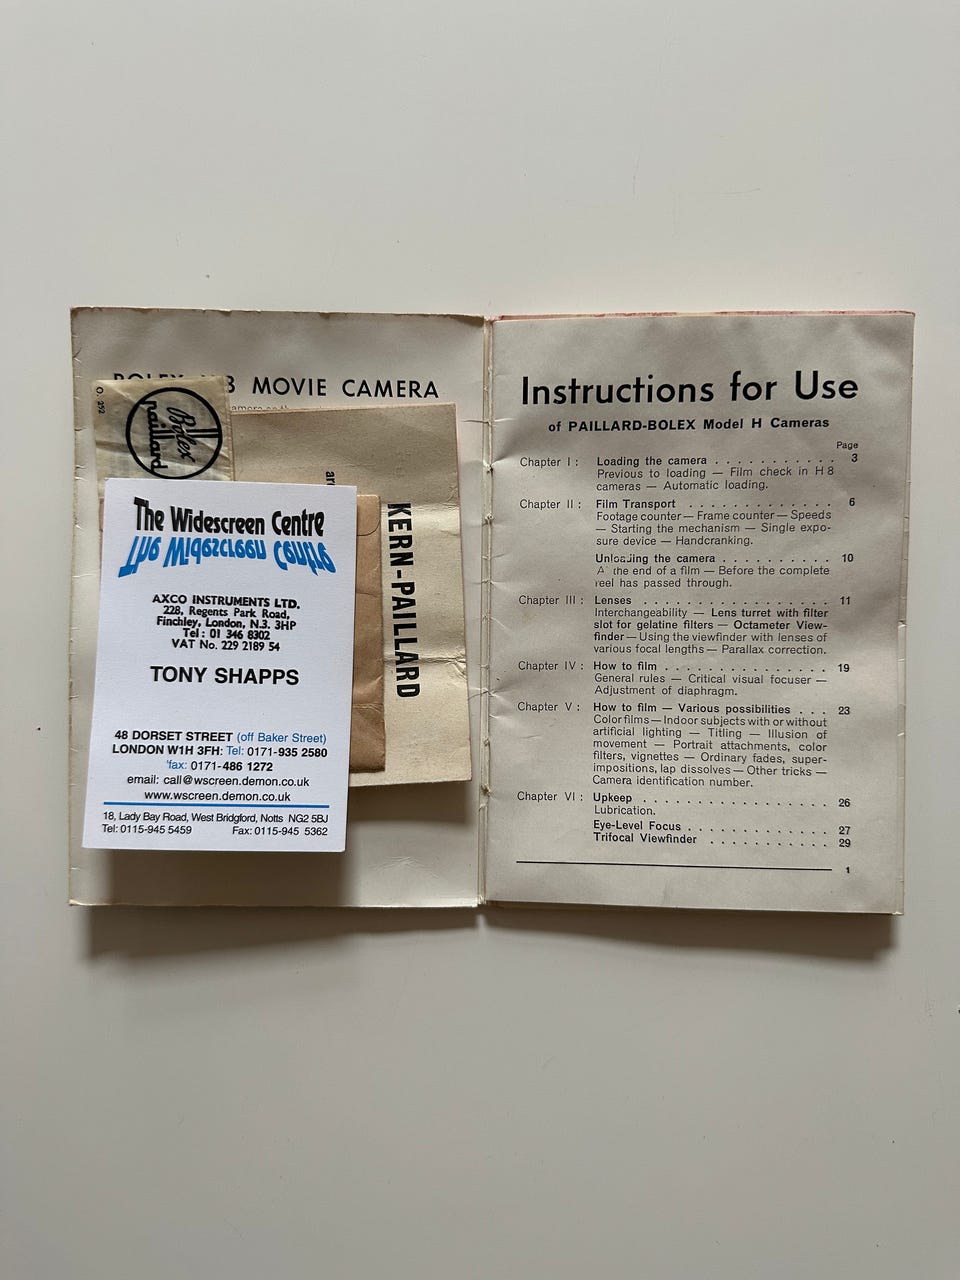 MOVIE CAMERA
O. 252
Bolex
Paillard
KERN-PAILLARD
The Widescreen Centre
The Widescreen Centre
AXCO INSTRUMENTS LTD.
228, Regents Park Road,
Finchley, London, N.3. 3HP
Tel : 01 346 8302
VAT No. 229 2189 54
TONY SHAPPS
48 DORSET STREET (off Baker Street)
LONDON W1H 3FH: Tel: 0171-935 2580
fax: 0171-486 1272
email: call@wscreen.demon.co.uk
www.wscreen.demon.co.uk
18, Lady Bay Road, West Bridgford, Notts NG2 5BJ
Tel: 0115-945 5459 Fax: 0115-945 5362
Instructions for Use
of PAILLARD-BOLEX Model H Cameras
Page
Chapter I : Loading the camera . . . . . . . . . . . 3
Previous to loading — Film check in H 8
cameras — Automatic loading.
Chapter II : Film Transport . . . . . . . . . . . . . 6
Footage counter — Frame counter — Speeds
— Starting the mechanism — Single expo-
sure device — Handcranking.
Unloading the camera . . . . . . . . . . 10
At the end of a film — Before the complete
reel has passed through.
Chapter III : Lenses . . . . . . . . . . . . . . . . . 11
Interchangeability — Lens turret with filter
slot for gelatine filters — Octameter View-
finder — Using the viewfinder with lenses of
various focal lengths — Parallax correction.
Chapter IV : How to film . . . . . . . . . . . . . . 19
General rules — Critical visual focuser —
Adjustment of diaphragm.
Chapter V : How to film — Various possibilities . . . 23
Color films — Indoor subjects with or without
artificial lighting — Titling — Illusion of
movement — Portrait attachments, color
filters, vignettes — Ordinary fades, super-
impositions, lap dissolves — Other tricks —
Camera identification number.
Chapter VI : Upkeep . . . . . . . . . . . . . . . . 26
Lubrication.
Eye-Level Focus . . . . . . . . . . . . 27
Trifocal Viewfinder . . . . . . . . . . 29
1